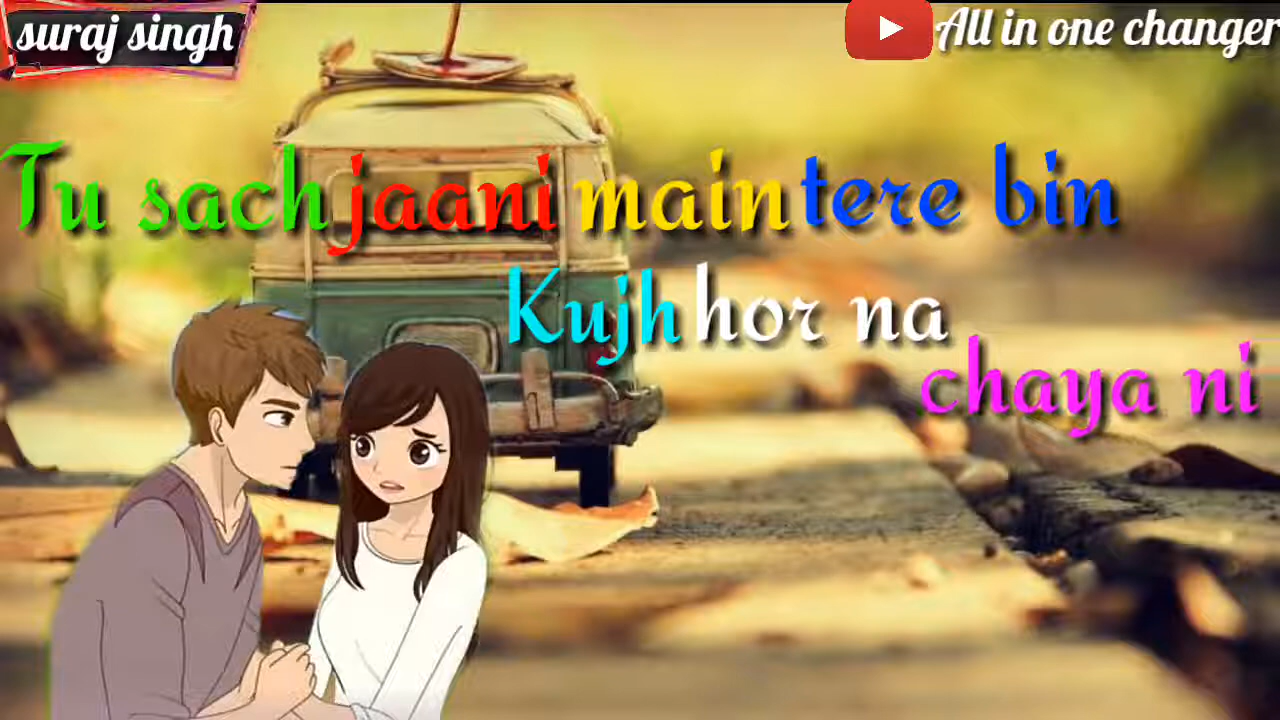 suraj singh
All in one changer
Tu sach jaani main tere bin
Kujh hor na
chaya ni